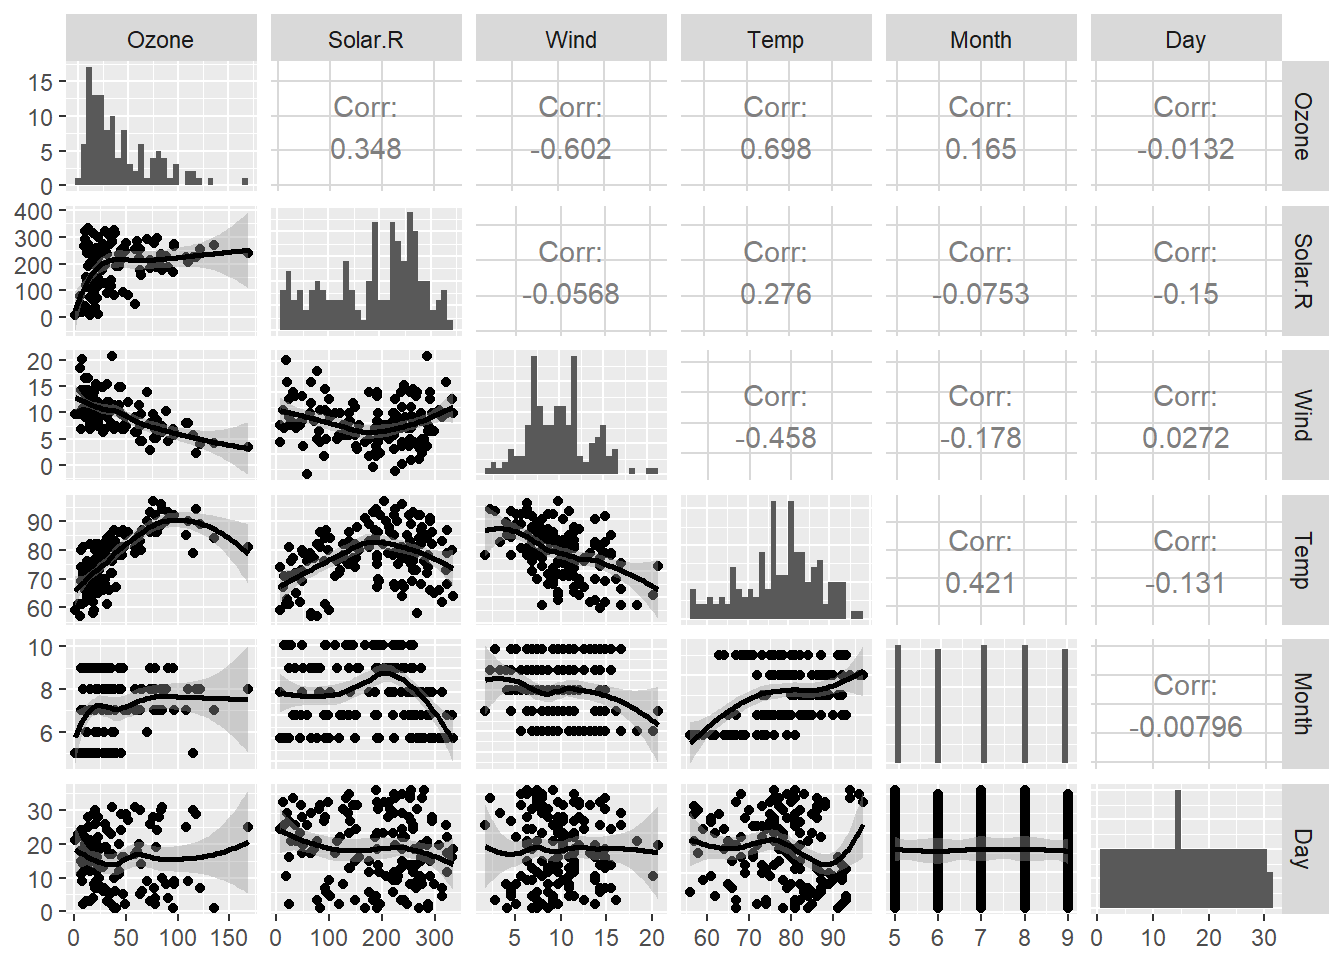 Ozone Solar.R Wind Temp Month Day
15
10
5
0
Corr: Corr: Corr: Corr: Corr:
0.348 -0.602 0.698 0.165 -0.0132
Ozone
400
300
200
100
0
Corr: Corr: Corr: Corr:
-0.0568 0.276 -0.0753 -0.15
Solar.R
20
15
10
5
0
Corr: Corr: Corr:
-0.458 -0.178 0.0272
Wind
90
80
70
60
Corr: Corr:
0.421 -0.131
Temp
10
8
6
Corr:
-0.00796
Month
30
20
10
0
Day
0 50 100 150 0 100 200 300 5 10 15 20 60 70 80 90 5 6 7 8 9 0 10 20 30